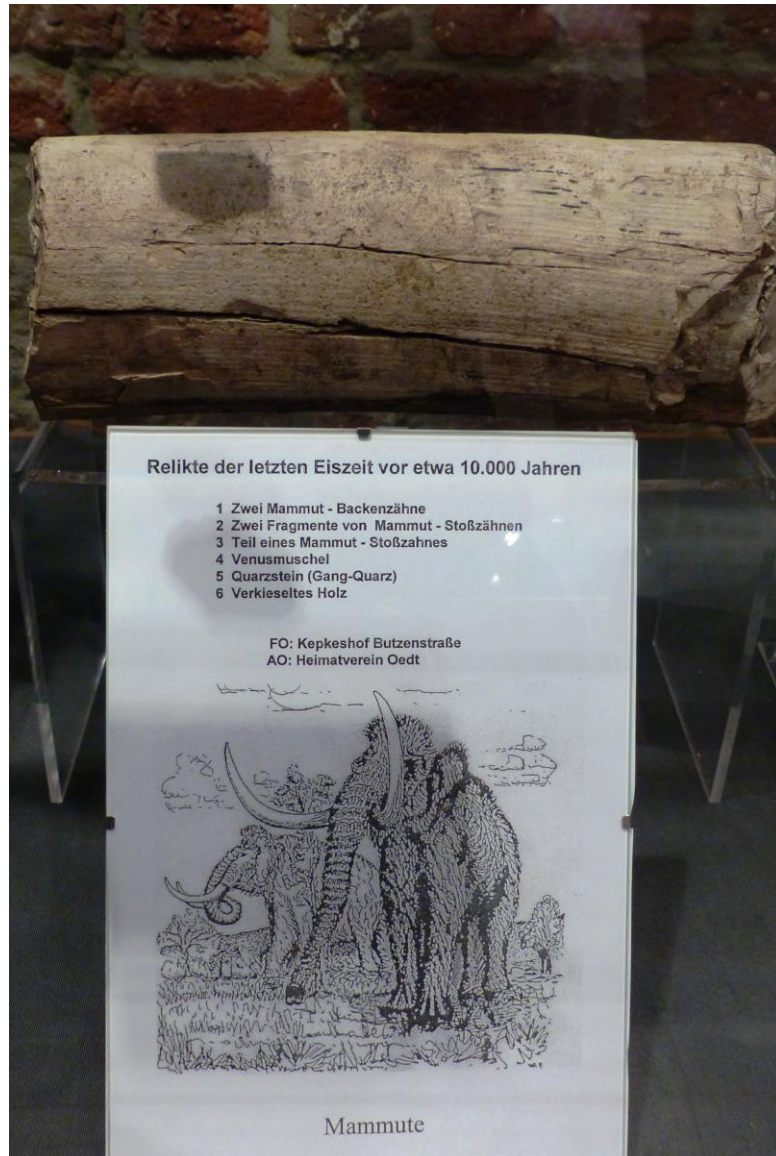 Relikte der letzten Eiszeit vor etwa 10.000 Jahren
1 Zwei Mammut - Backenzähne
2 Zwei Fragmente von Mammut - Stoßzähnen
3 Teil eines Mammut - Stoßzahnes
4 Venusmuschel
5 Quarzstein (Gang-Quarz)
6 Verkieseltes Holz
FO: Kepkeshof Butzenstraße
AO: Heimatverein Oedt
Mammute